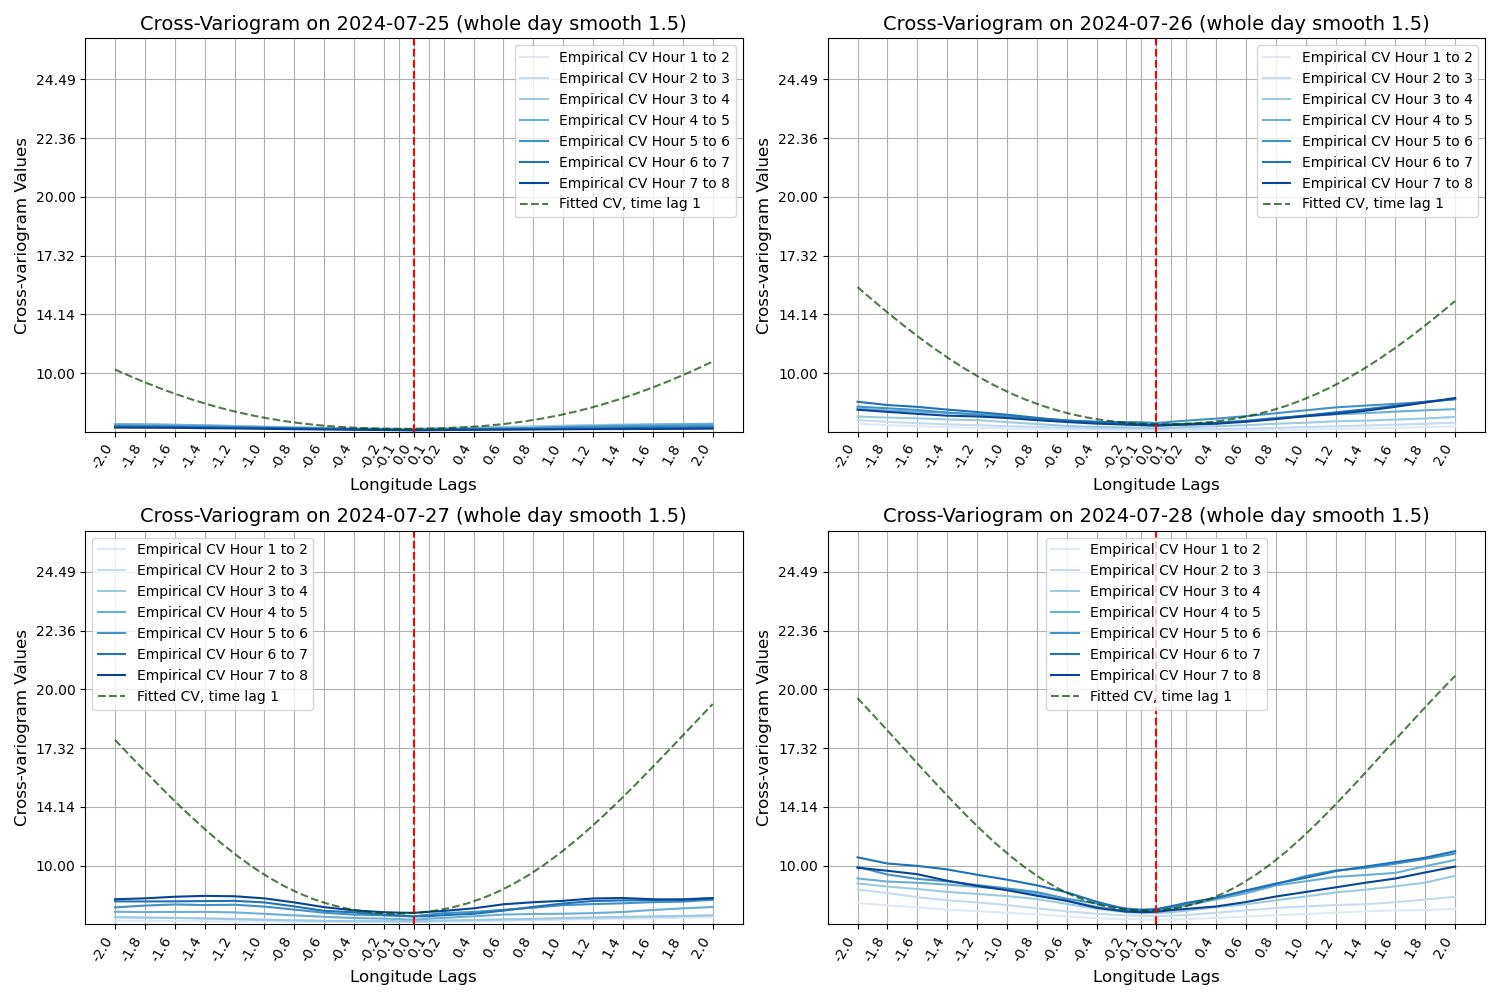 Cross-Variogram on 2024-07-25 (whole day smooth 1.5)
Cross-variogram Values
24.49
22.36
20.00
17.32
14.14
10.00
Empirical CV Hour 1 to 2
Empirical CV Hour 2 to 3
Empirical CV Hour 3 to 4
Empirical CV Hour 4 to 5
Empirical CV Hour 5 to 6
Empirical CV Hour 6 to 7
Empirical CV Hour 7 to 8
Fitted CV, time lag 1
-2.0 -1.8 -1.6 -1.4 -1.2 -1.0 -0.8 -0.6 -0.4 -0.2 -0.1 0.0 0.1 0.2 0.4 0.6 0.8 1.0 1.2 1.4 1.6 1.8 2.0
Longitude Lags
Cross-Variogram on 2024-07-26 (whole day smooth 1.5)
Cross-variogram Values
24.49
22.36
20.00
17.32
14.14
10.00
Empirical CV Hour 1 to 2
Empirical CV Hour 2 to 3
Empirical CV Hour 3 to 4
Empirical CV Hour 4 to 5
Empirical CV Hour 5 to 6
Empirical CV Hour 6 to 7
Empirical CV Hour 7 to 8
Fitted CV, time lag 1
-2.0 -1.8 -1.6 -1.4 -1.2 -1.0 -0.8 -0.6 -0.4 -0.2 -0.1 0.0 0.1 0.2 0.4 0.6 0.8 1.0 1.2 1.4 1.6 1.8 2.0
Longitude Lags
Cross-Variogram on 2024-07-27 (whole day smooth 1.5)
Cross-variogram Values
24.49
22.36
20.00
17.32
14.14
10.00
Empirical CV Hour 1 to 2
Empirical CV Hour 2 to 3
Empirical CV Hour 3 to 4
Empirical CV Hour 4 to 5
Empirical CV Hour 5 to 6
Empirical CV Hour 6 to 7
Empirical CV Hour 7 to 8
Fitted CV, time lag 1
-2.0 -1.8 -1.6 -1.4 -1.2 -1.0 -0.8 -0.6 -0.4 -0.2 -0.1 0.0 0.1 0.2 0.4 0.6 0.8 1.0 1.2 1.4 1.6 1.8 2.0
Longitude Lags
Cross-Variogram on 2024-07-28 (whole day smooth 1.5)
Cross-variogram Values
24.49
22.36
20.00
17.32
14.14
10.00
Empirical CV Hour 1 to 2
Empirical CV Hour 2 to 3
Empirical CV Hour 3 to 4
Empirical CV Hour 4 to 5
Empirical CV Hour 5 to 6
Empirical CV Hour 6 to 7
Empirical CV Hour 7 to 8
Fitted CV, time lag 1
-2.0 -1.8 -1.6 -1.4 -1.2 -1.0 -0.8 -0.6 -0.4 -0.2 -0.1 0.0 0.1 0.2 0.4 0.6 0.8 1.0 1.2 1.4 1.6 1.8 2.0
Longitude Lags